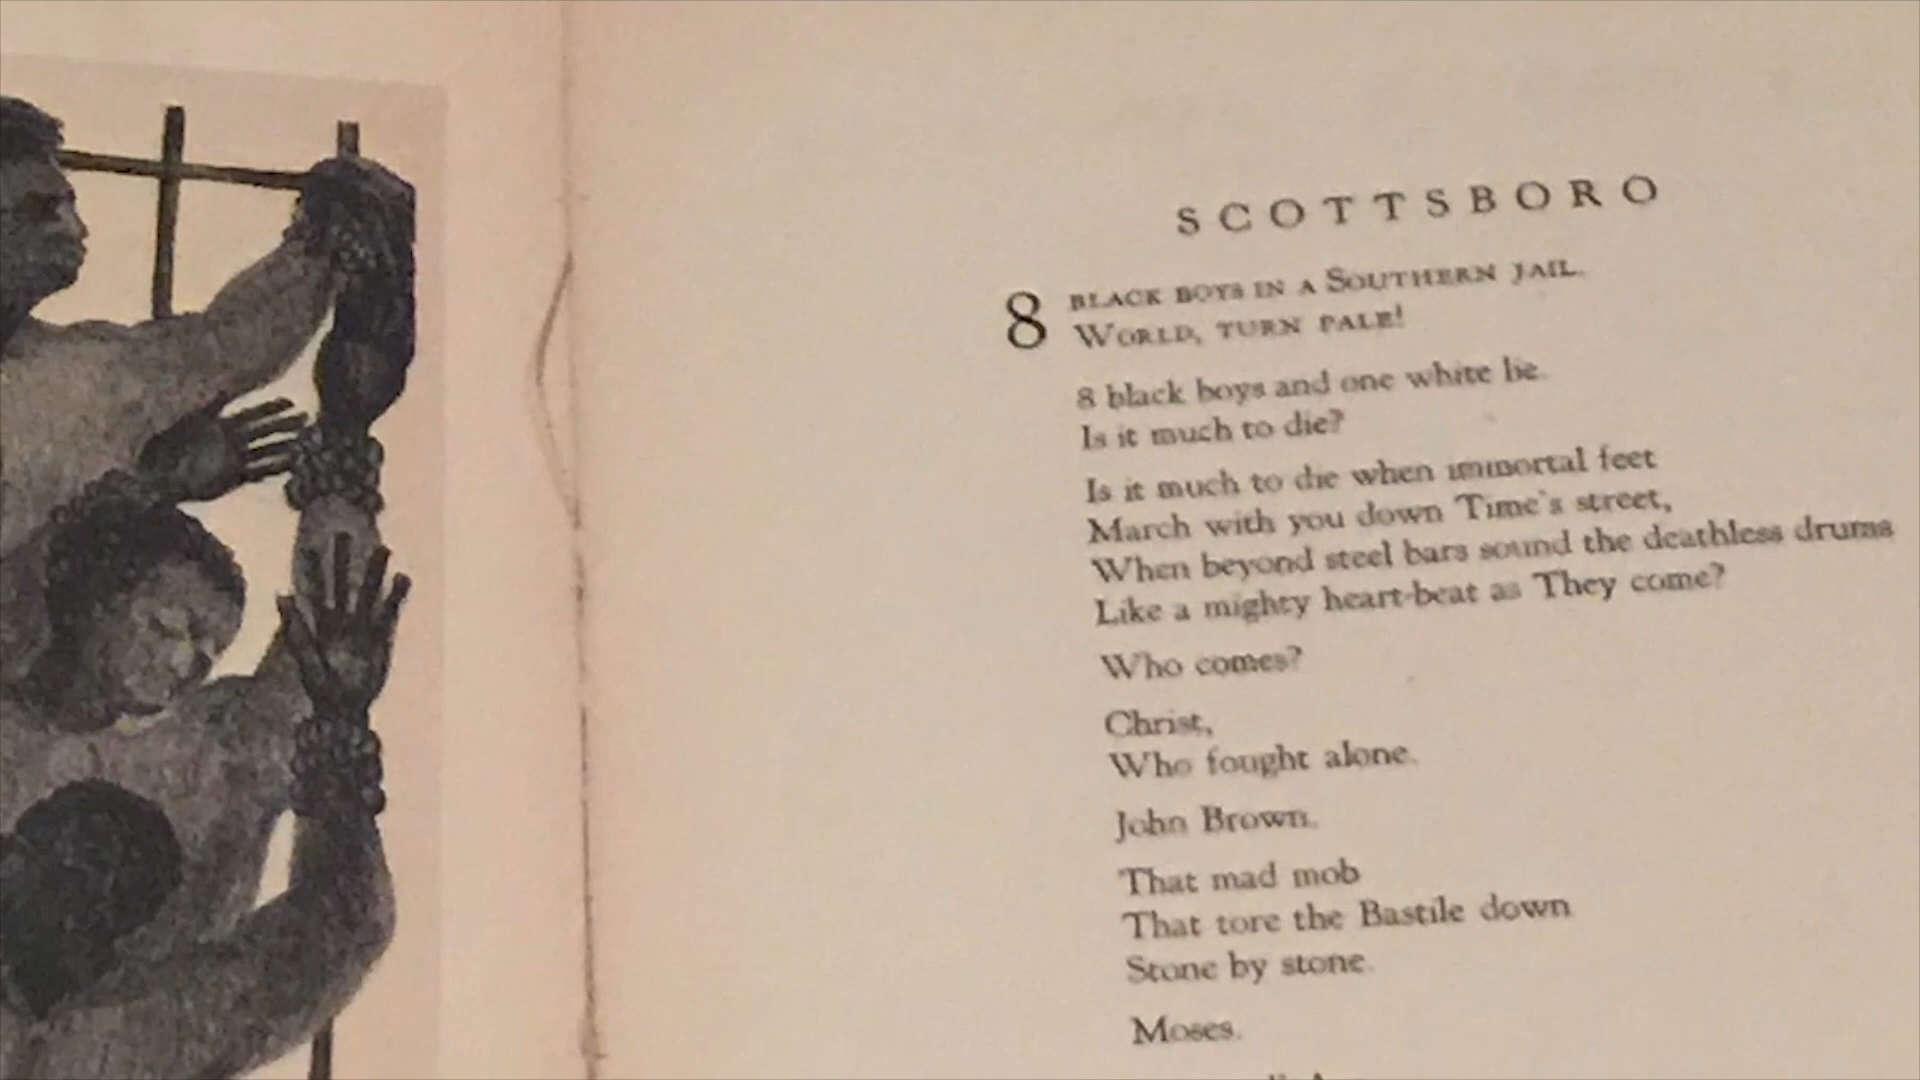 SCOTTSBORO
8 BLACK BOYS IN A SOUTHERN JAIL.
WORLD, TURN PALE!
8 black boys and one white lie.
Is it much to die?
Is it much to die when immortal feet
March with you down Time's street,
When beyond steel bars sound the deathless drums
Like a mighty heart-beat as They come?
Who comes?
Christ,
Who fought alone.
John Brown.
That mad mob
That tore the Bastile down
Stone by stone.
Moses.